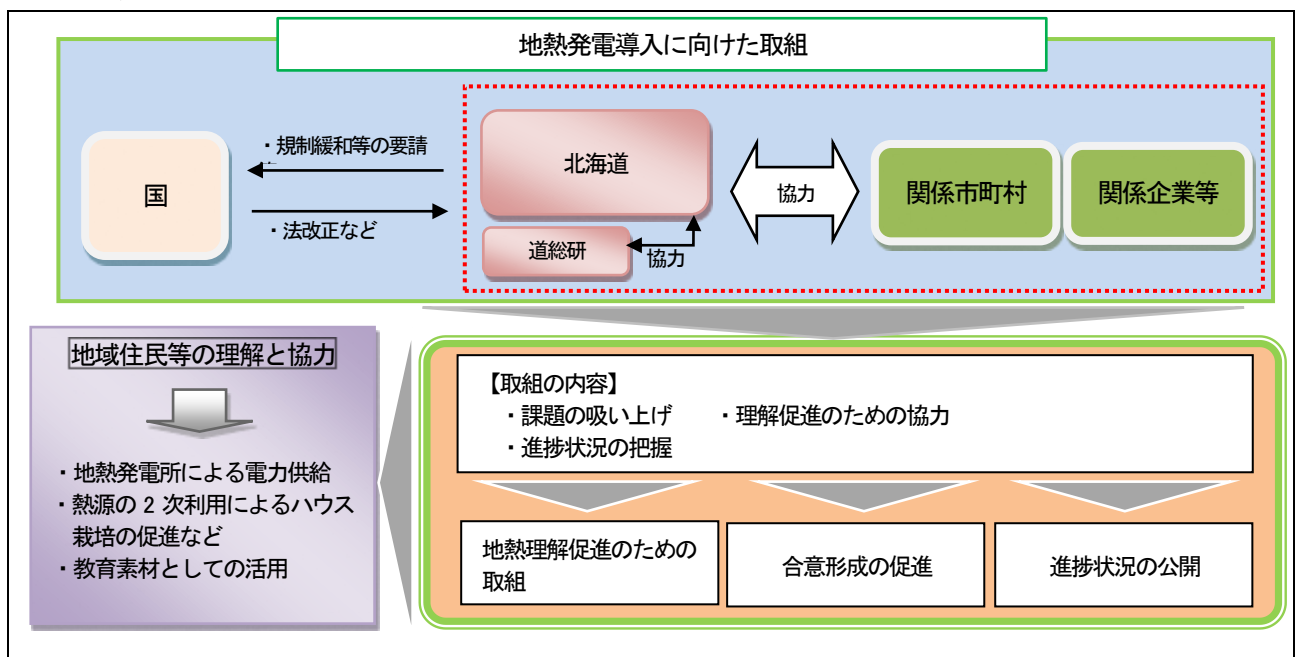 地熱発電導入に向けた取組
国
・規制緩和等の要請
・法改正など
北海道
道総研
協力
協力
関係市町村
関係企業等
地域住民等の理解と協力
・地熱発電所による電力供給
・熱源の 2 次利用によるハウス
栽培の促進など
・教育素材としての活用
【取組の内容】
・課題の吸い上げ ・理解促進のための協力
・進捗状況の把握
地熱理解促進のための
取組
合意形成の促進
進捗状況の公開